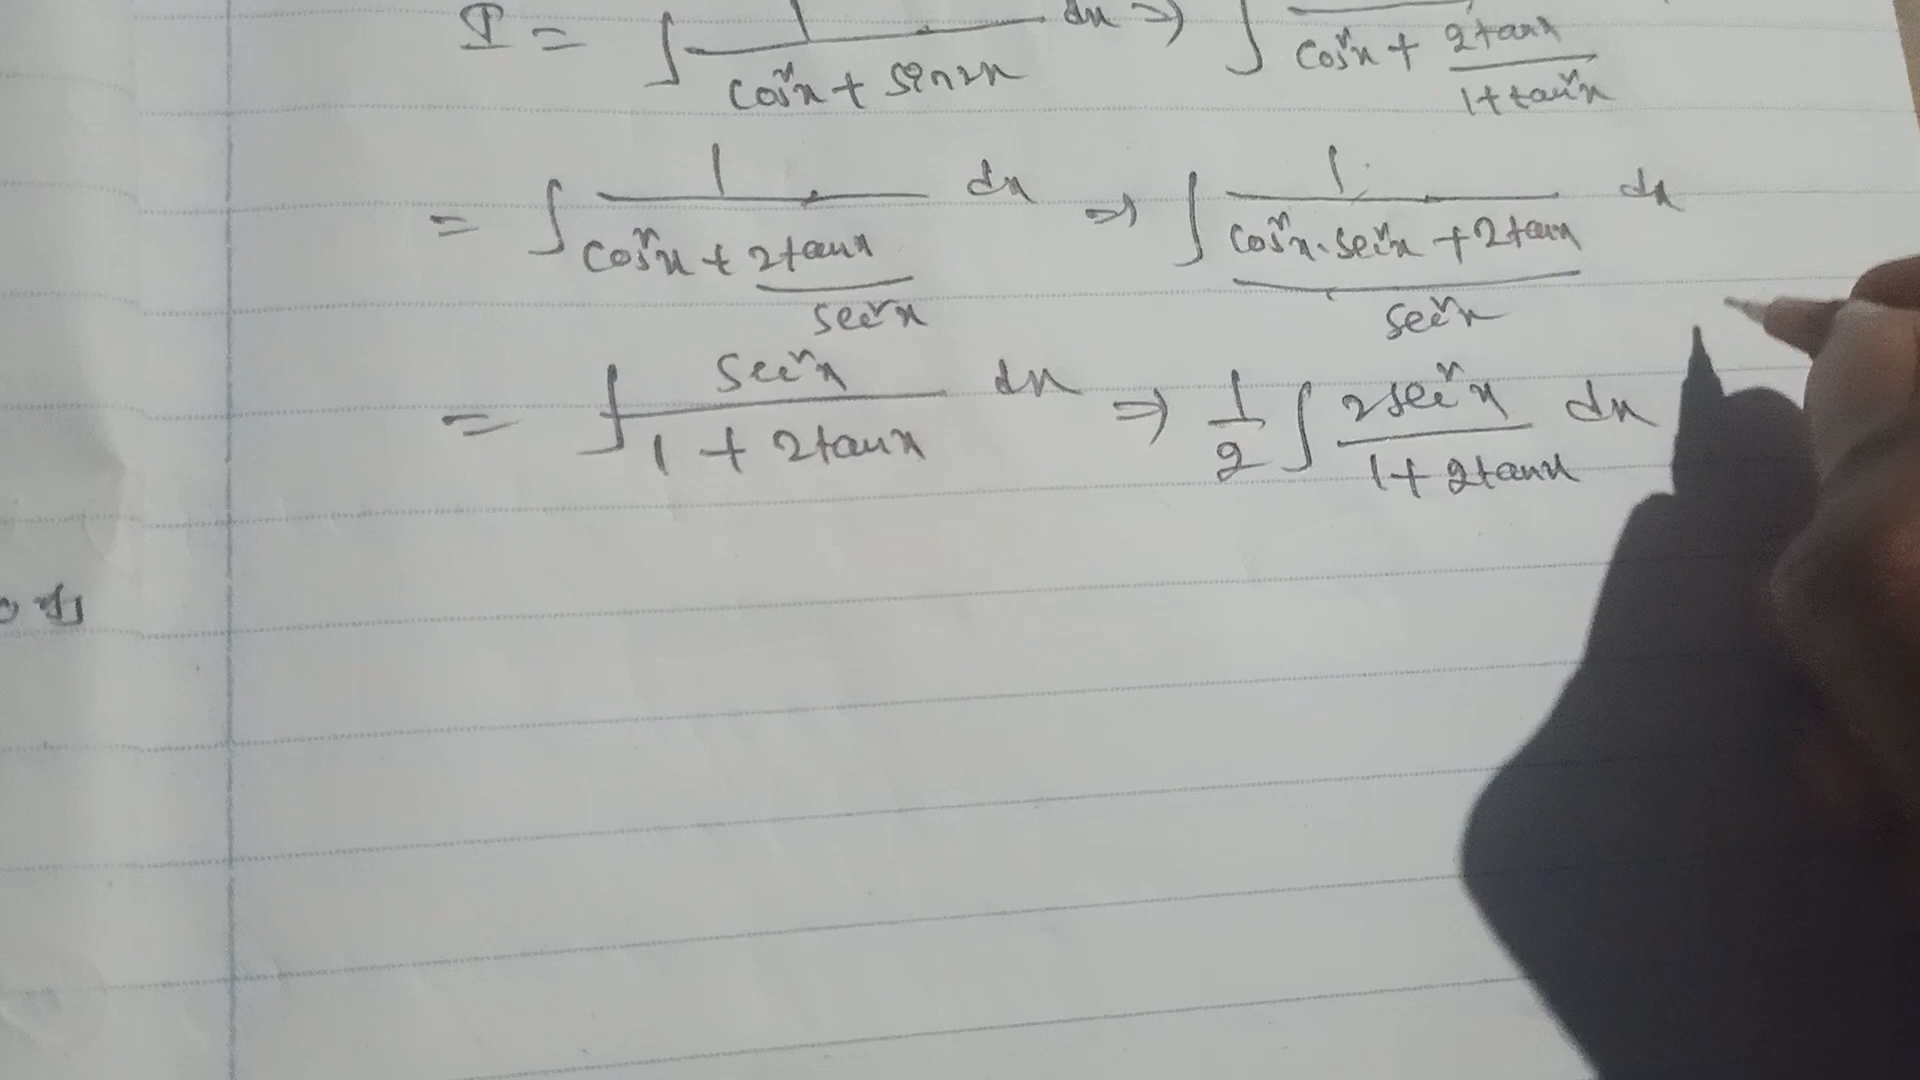 I = ∫ 1/(cos²x + sin2x) dx ⇒ ∫ /(cos²x + 2tanx/(1+tan²x))
= ∫ 1/(cos²x + 2tanx/sec²x) dx ⇒ ∫ 1/((cos²x·sec²x + 2tanx)/sec²x) dx
= ∫ sec²x/(1 + 2tanx) dx ⇒ 1/2 ∫ 2sec²x/(1 + 2tanx) dx